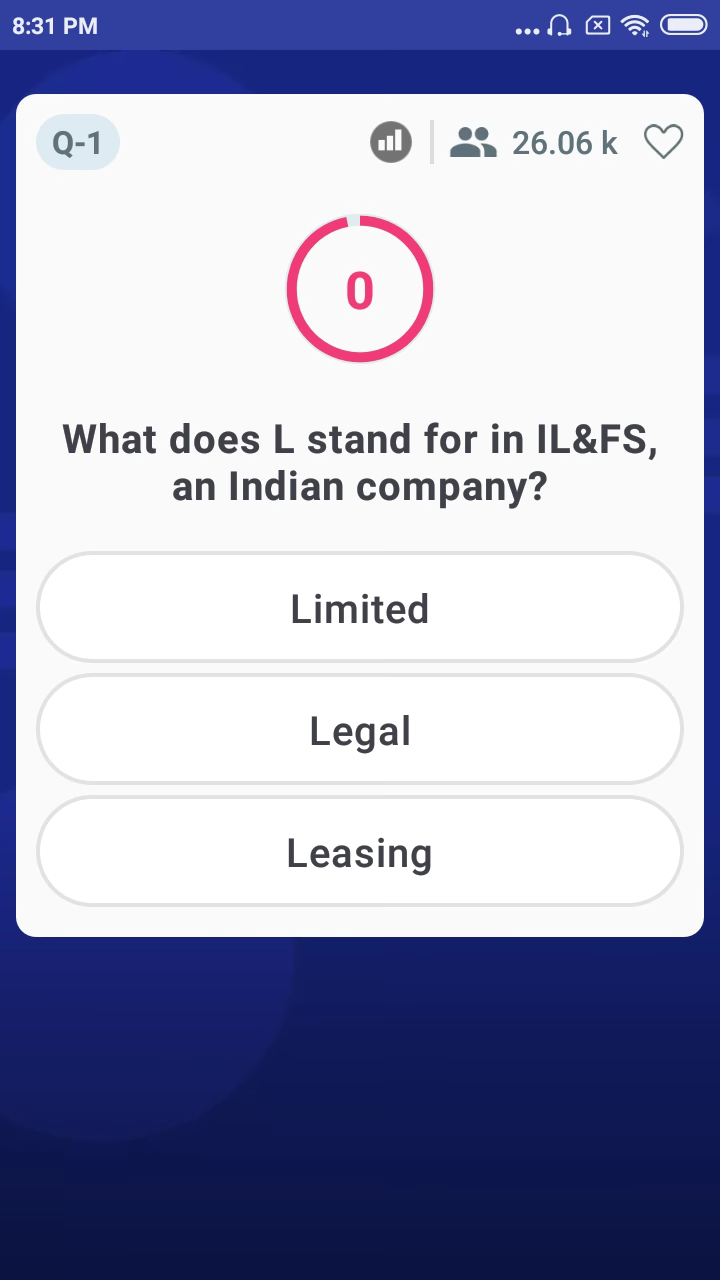 8:31 PM
Q-1
26.06 k
0
What does L stand for in IL&FS,
an Indian company?
Limited
Legal
Leasing